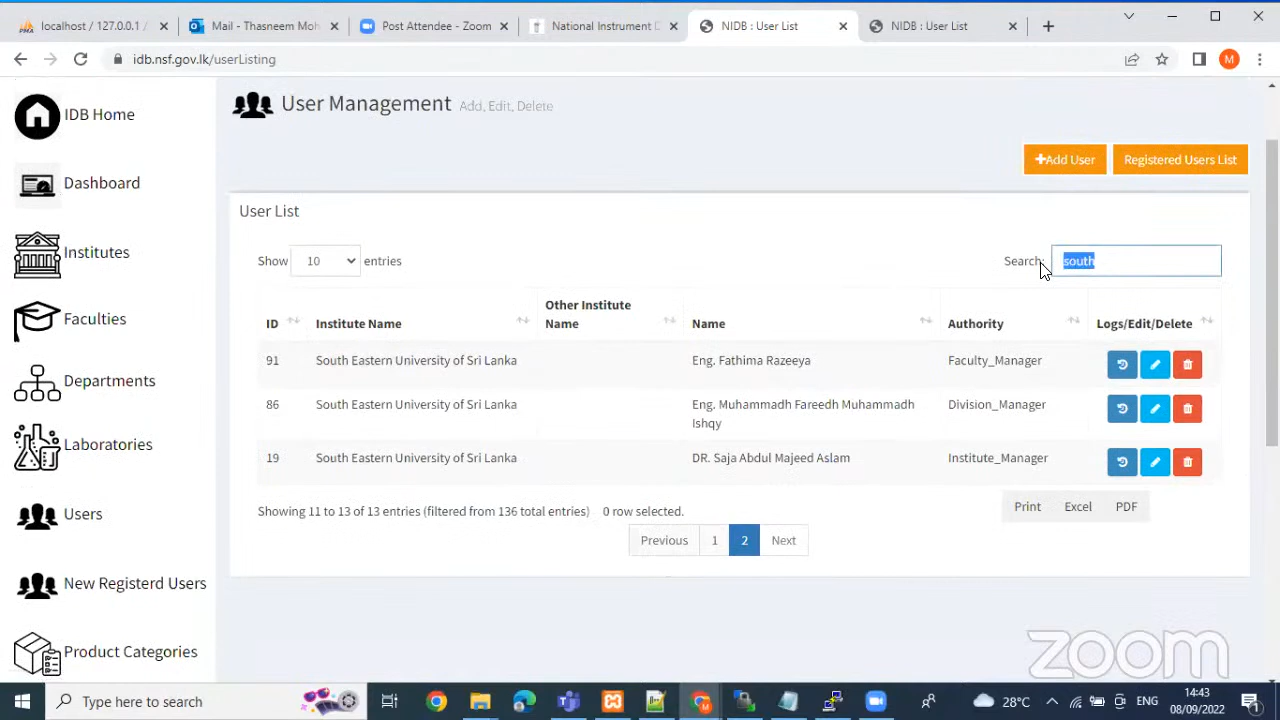 localhost / 127.0.0.1 /
Mail - Thasneem Moh
Post Attendee - Zoom
National Instrument D
NIDB : User List
NIDB : User List
idb.nsf.gov.lk/userListing
M
IDB Home
Dashboard
Institutes
Faculties
Departments
Laboratories
Users
New Registerd Users
Product Categories
User Management Add, Edit, Delete
+Add User
Registered Users List
User List
Show 10 entries
Search: south
ID Institute Name Other Institute Name Name Authority Logs/Edit/Delete
91 South Eastern University of Sri Lanka Eng. Fathima Razeeya Faculty_Manager
86 South Eastern University of Sri Lanka Eng. Muhammadh Fareedh Muhammadh Ishqy Division_Manager
19 South Eastern University of Sri Lanka DR. Saja Abdul Majeed Aslam Institute_Manager
Showing 11 to 13 of 13 entries (filtered from 136 total entries) 0 row selected.
Print Excel PDF
Previous 1 2 Next
zoom
Type here to search
28°C
ENG
14:43
08/09/2022